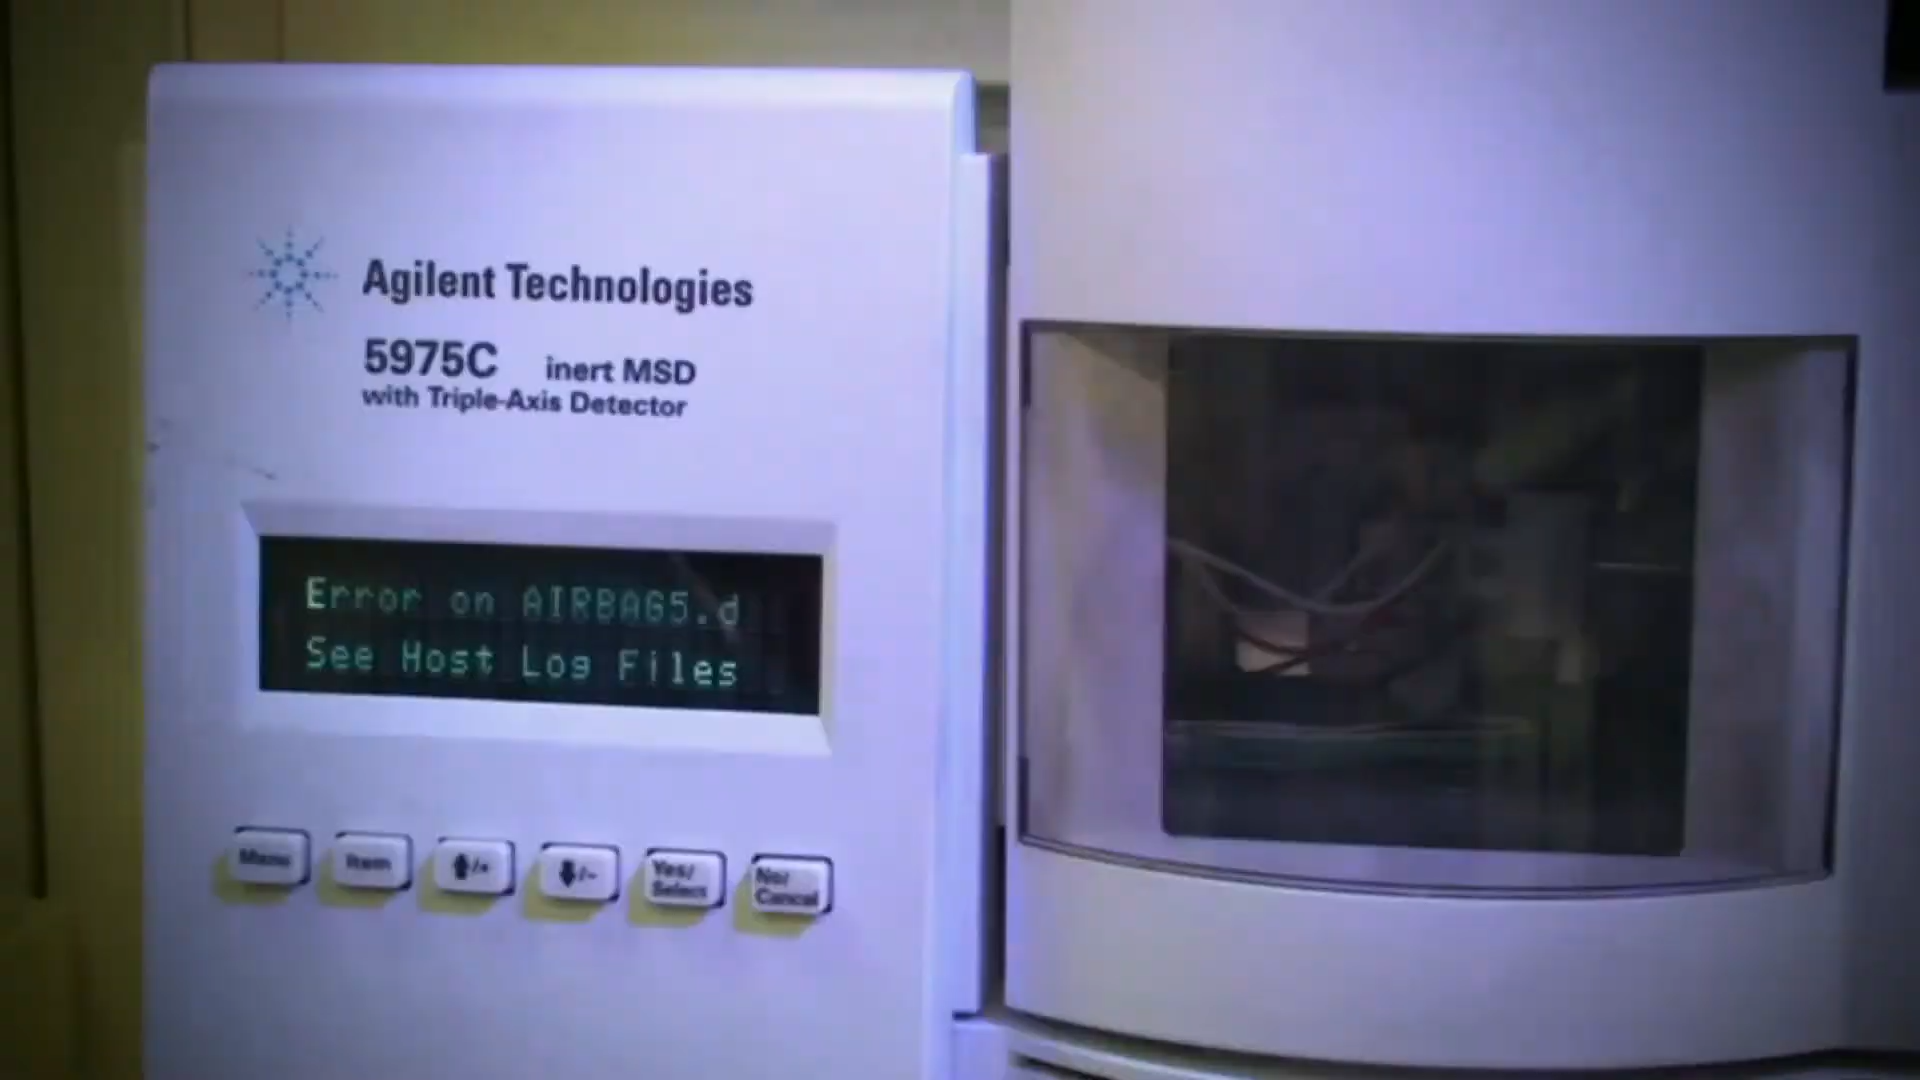 Agilent Technologies
5975C inert MSD
with Triple-Axis Detector
Error on AIRBAG5.d
See Host Log Files
Menu Item ⬆/+ ⬇/- Yes/ No/
Select Cancel